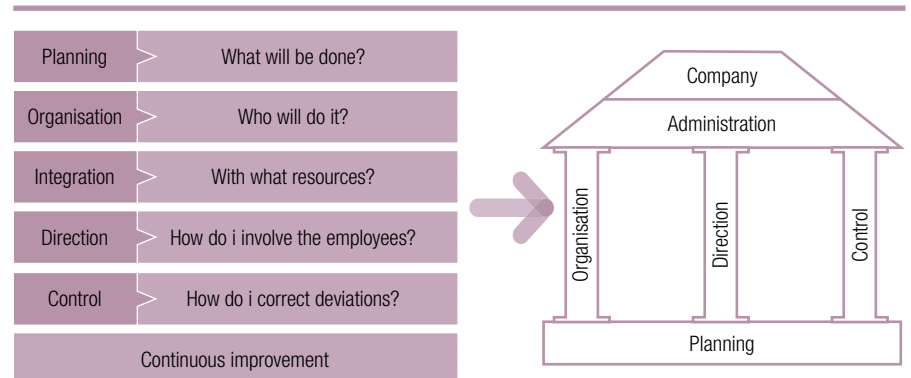 Planning
What will be done?
Organisation
Who will do it?
Integration
With what resources?
Direction
How do i involve the employees?
Control
How do i correct deviations?
Continuous improvement
Company
Administration
Organisation
Direction
Control
Planning